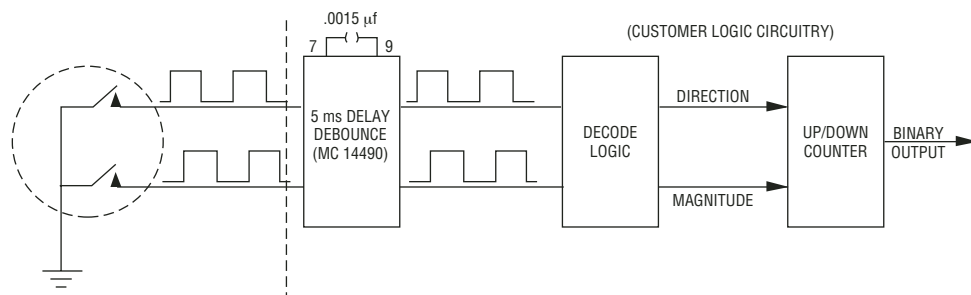 .0015 μf
7
9
(CUSTOMER LOGIC CIRCUITRY)
5 ms DELAY
DEBOUNCE
(MC 14490)
DECODE
LOGIC
DIRECTION
MAGNITUDE
UP/DOWN
COUNTER
BINARY
OUTPUT